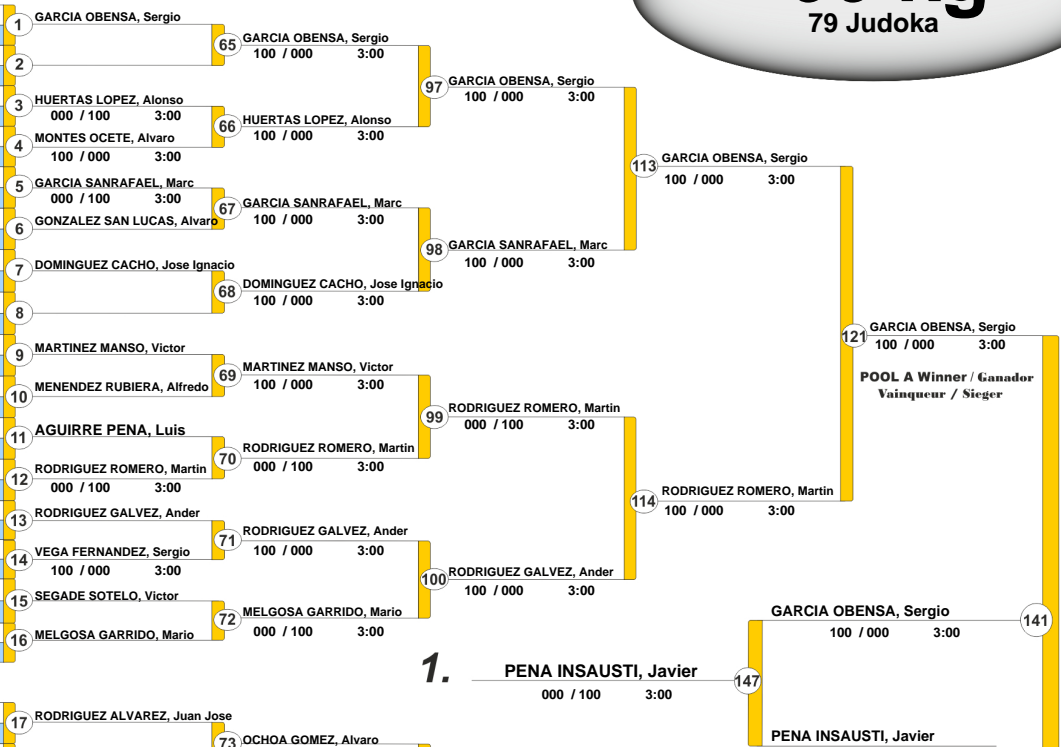 79 Judoka
1 GARCIA OBENSA, Sergio
65 GARCIA OBENSA, Sergio
100 / 000 3:00
2
97 GARCIA OBENSA, Sergio
100 / 000 3:00
3 HUERTAS LOPEZ, Alonso
000 / 100 3:00
66 HUERTAS LOPEZ, Alonso
100 / 000 3:00
4 MONTES OCETE, Alvaro
100 / 000 3:00
113 GARCIA OBENSA, Sergio
100 / 000 3:00
5 GARCIA SANRAFAEL, Marc
000 / 100 3:00
67 GARCIA SANRAFAEL, Marc
100 / 000 3:00
6 GONZALEZ SAN LUCAS, Alvaro
98 GARCIA SANRAFAEL, Marc
100 / 000 3:00
7 DOMINGUEZ CACHO, Jose Ignacio
68 DOMINGUEZ CACHO, Jose Ignacio
100 / 000 3:00
8
121 GARCIA OBENSA, Sergio
100 / 000 3:00
POOL A Winner / Ganador
Vainqueur / Sieger
9 MARTINEZ MANSO, Victor
69 MARTINEZ MANSO, Victor
100 / 000 3:00
10 MENENDEZ RUBIERA, Alfredo
99 RODRIGUEZ ROMERO, Martin
000 / 100 3:00
11 AGUIRRE PENA, Luis
70 RODRIGUEZ ROMERO, Martin
000 / 100 3:00
12 RODRIGUEZ ROMERO, Martin
000 / 100 3:00
114 RODRIGUEZ ROMERO, Martin
100 / 000 3:00
13 RODRIGUEZ GALVEZ, Ander
71 RODRIGUEZ GALVEZ, Ander
100 / 000 3:00
14 VEGA FERNANDEZ, Sergio
100 / 000 3:00
100 RODRIGUEZ GALVEZ, Ander
100 / 000 3:00
15 SEGADE SOTELO, Victor
72 MELGOSA GARRIDO, Mario
000 / 100 3:00
16 MELGOSA GARRIDO, Mario
GARCIA OBENSA, Sergio 141
100 / 000 3:00
1. PENA INSAUSTI, Javier 147
000 / 100 3:00
17 RODRIGUEZ ALVAREZ, Juan Jose
73 OCHOA GOMEZ, Alvaro
PENA INSAUSTI, Javier